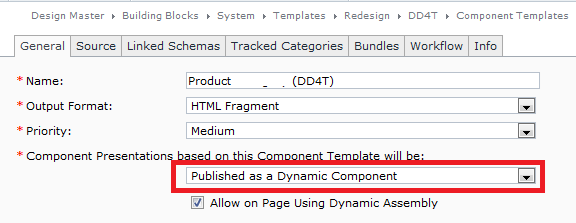 Design Master Building Blocks System Templates Redesign DD4T Component Templates
General Source Linked Schemas Tracked Categories Bundles Workflow Info
* Name: Product (DD4T)
* Output Format: HTML Fragment
* Priority: Medium
* Component Presentations based on this Component Template will be:
Published as a Dynamic Component
Allow on Page Using Dynamic Assembly